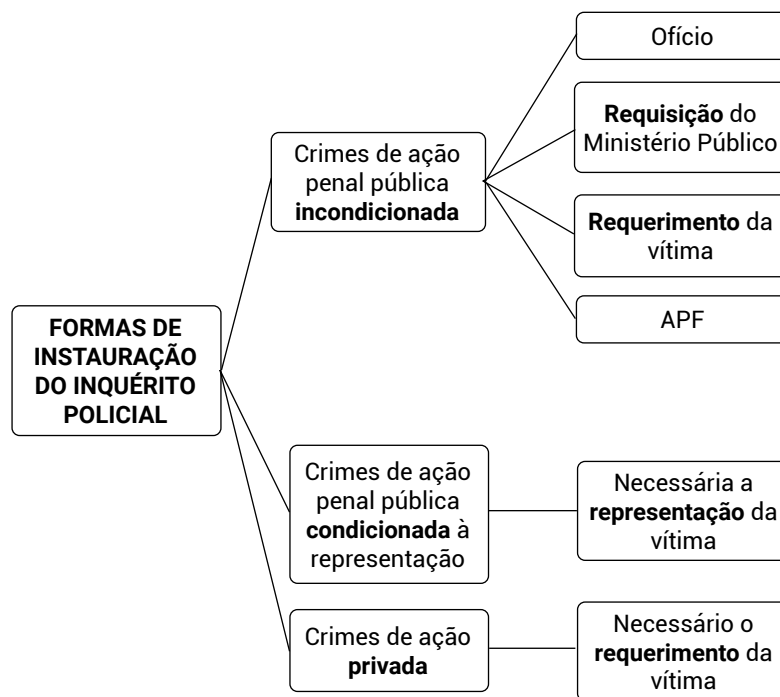 FORMAS DE
INSTAURAÇÃO
DO INQUÉRITO
POLICIAL
Crimes de ação
penal pública
incondicionada
Ofício
Requisição do
Ministério Público
Requerimento da
vítima
APF
Crimes de ação
penal pública
condicionada à
representação
Necessária a
representação da
vítima
Crimes de ação
privada
Necessário o
requerimento da
vítima